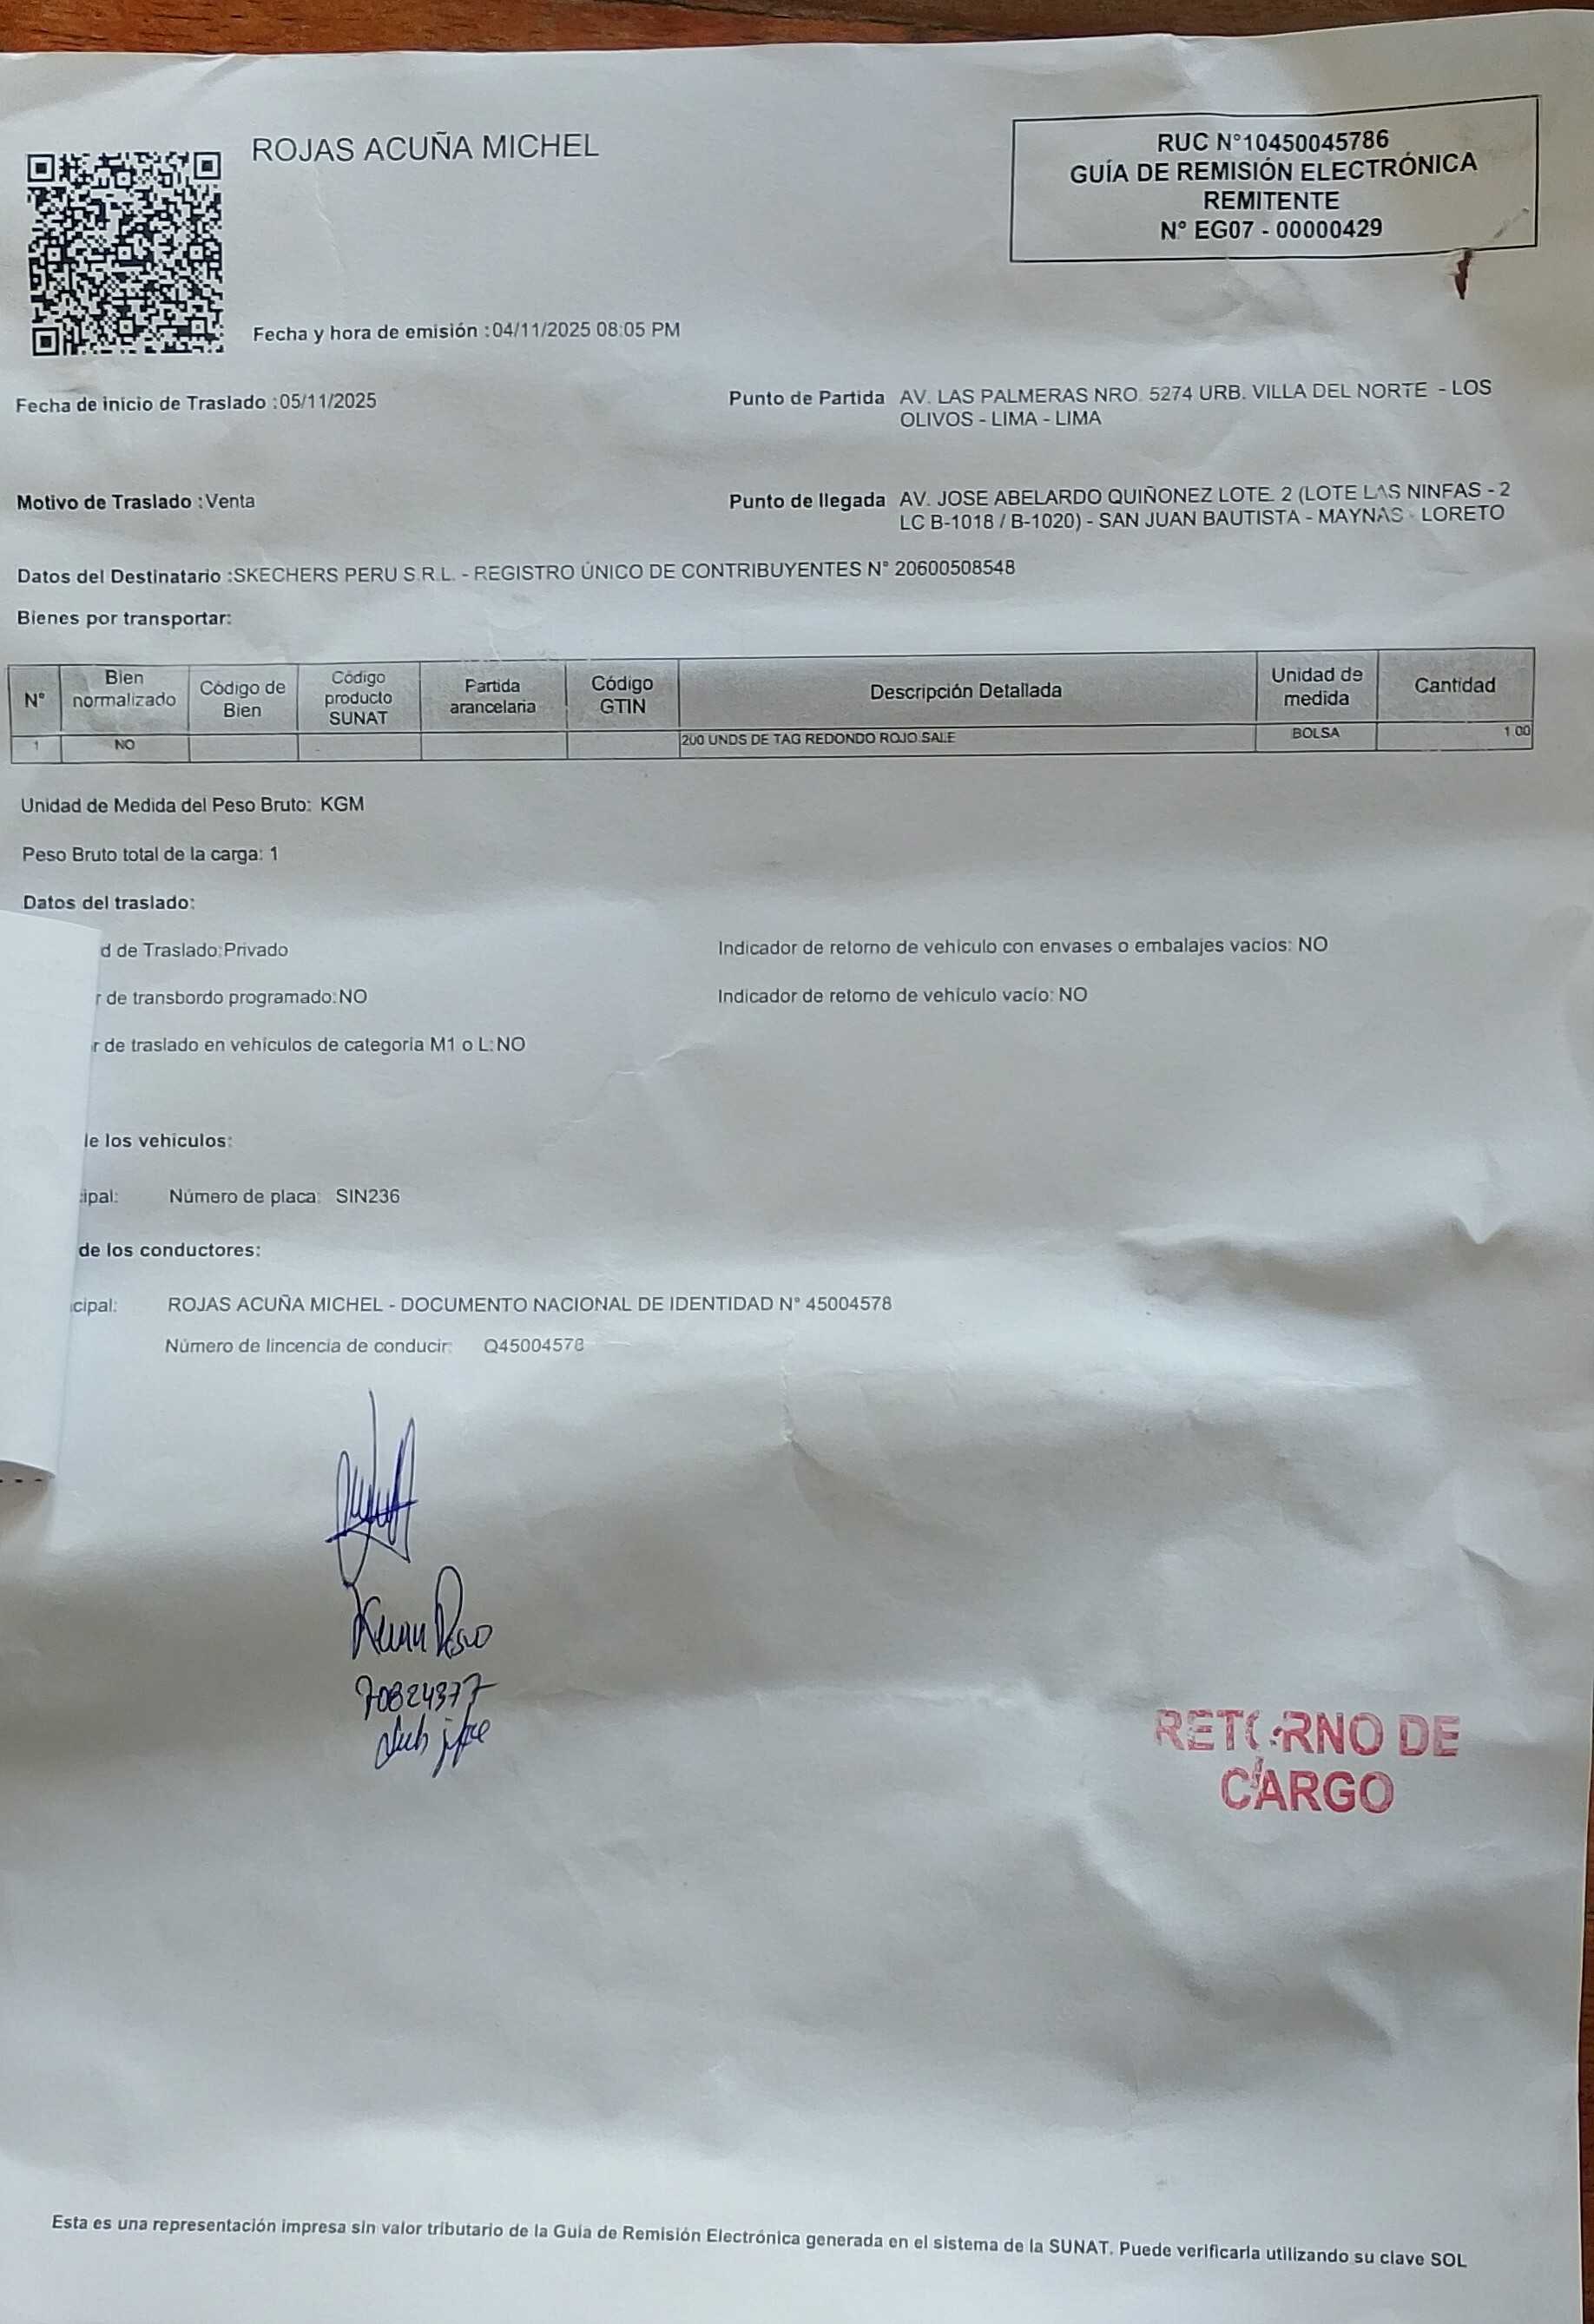 ROJAS ACUÑA MICHEL
RUC N°10450045786
GUÍA DE REMISIÓN ELECTRÓNICA
REMITENTE
N° EG07 - 00000429
Fecha y hora de emisión :04/11/2025 08:05 PM
Fecha de inicio de Traslado :05/11/2025
Punto de Partida AV. LAS PALMERAS NRO. 5274 URB. VILLA DEL NORTE - LOS
OLIVOS - LIMA - LIMA
Motivo de Traslado :Venta
Punto de llegada AV. JOSE ABELARDO QUIÑONEZ LOTE. 2 (LOTE LAS NINFAS - 2
LC B-1018 / B-1020) - SAN JUAN BAUTISTA - MAYNAS - LORETO
Datos del Destinatario :SKECHERS PERU S.R.L. - REGISTRO ÚNICO DE CONTRIBUYENTES N° 20600508548
Bienes por transportar:
N° Bien normalizado Código de Bien Código producto SUNAT Partida arancelaria Código GTIN Descripción Detallada Unidad de medida Cantidad
1 NO 200 UNDS DE TAG REDONDO ROJO SALE BOLSA 1.00
Unidad de Medida del Peso Bruto: KGM
Peso Bruto total de la carga: 1
Datos del traslado:
d de Traslado:Privado
Indicador de retorno de vehículo con envases o embalajes vacíos: NO
r de transbordo programado:NO
Indicador de retorno de vehículo vacío: NO
r de traslado en vehículos de categoría M1 o L:NO
le los vehículos:
ipal: Número de placa: SIN236
de los conductores:
cipal: ROJAS ACUÑA MICHEL - DOCUMENTO NACIONAL DE IDENTIDAD N° 45004578
Número de lincencia de conducir: Q45004578
70824377
RETORNO DE
CARGO
Esta es una representación impresa sin valor tributario de la Guía de Remisión Electrónica generada en el sistema de la SUNAT. Puede verificarla utilizando su clave SOL